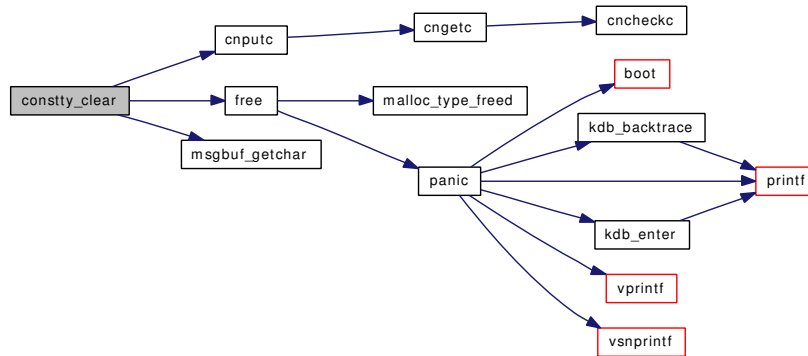 constty_clear
cnputc
cngetc
cncheckc
free
malloc_type_freed
msgbuf_getchar
panic
boot
kdb_backtrace
printf
kdb_enter
vprintf
vsnprintf